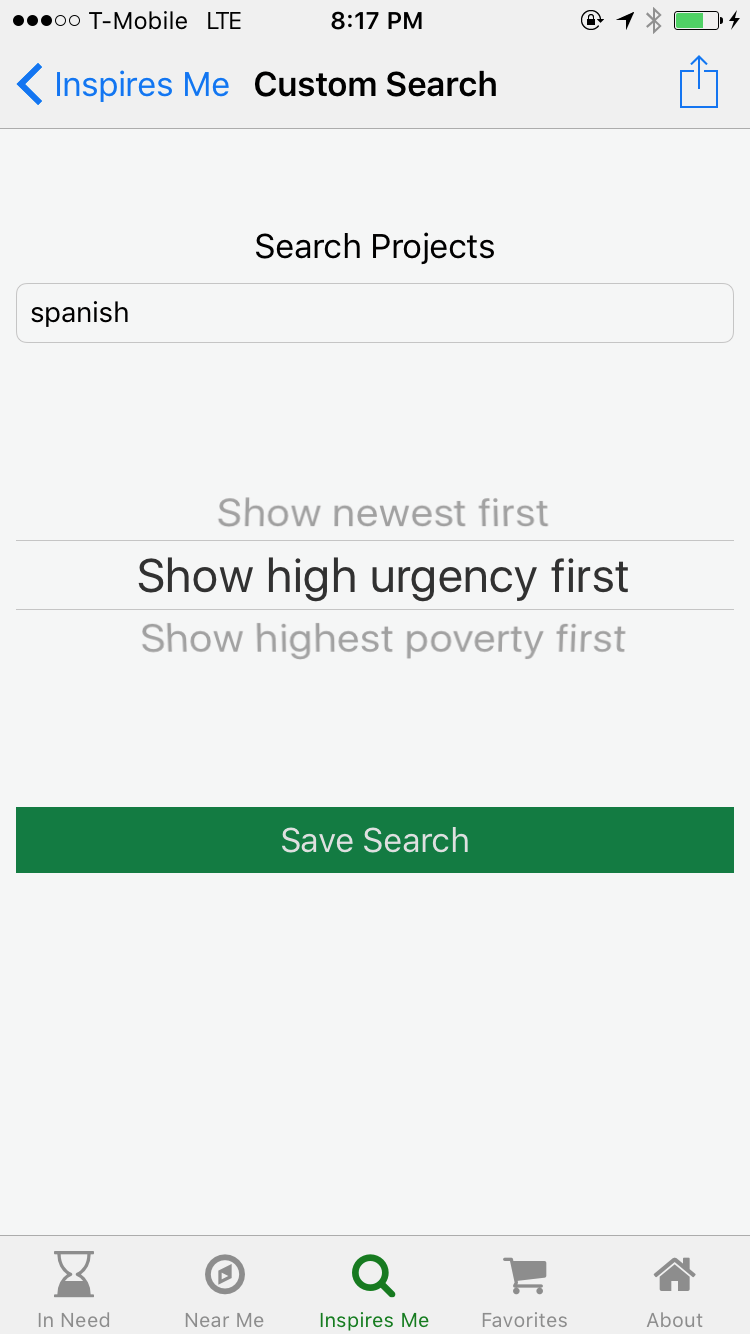 T-Mobile LTE 8:17 PM
Inspires Me Custom Search
Search Projects
spanish
Show newest first
Show high urgency first
Show highest poverty first
Save Search
In Need Near Me Inspires Me Favorites About